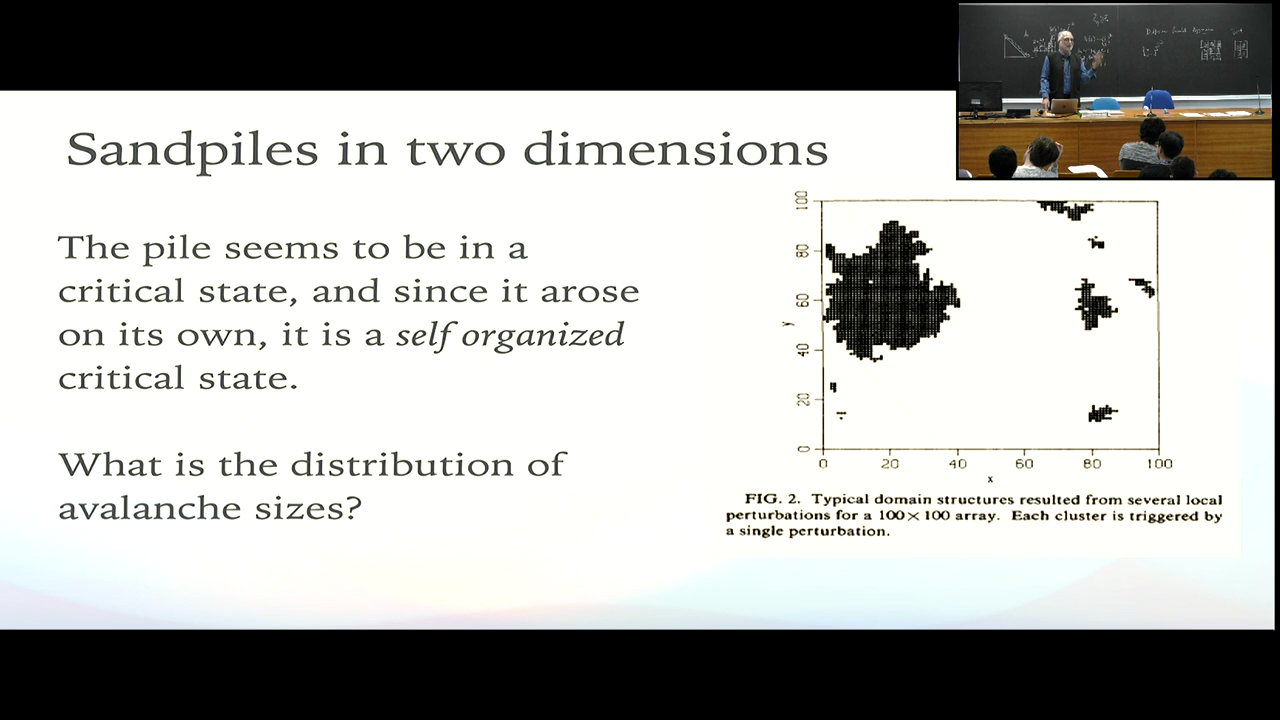 Sandpiles in two dimensions
The pile seems to be in a
critical state, and since it arose
on its own, it is a self organized
critical state.
What is the distribution of
avalanche sizes?
100
80
60
40
20
0
y
0 20 40 60 80 100
x
FIG. 2. Typical domain structures resulted from several local
perturbations for a 100×100 array. Each cluster is triggered by
a single perturbation.